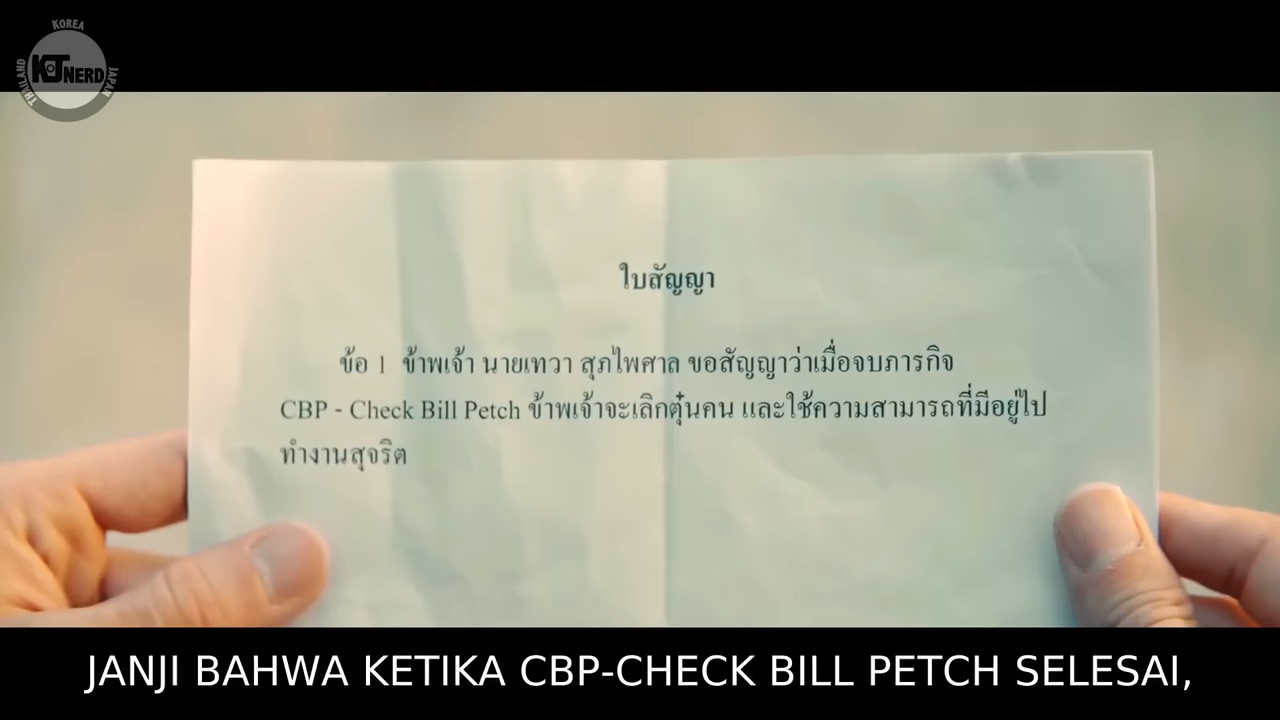 KOREA
THAILAND
KJTNERD
JAPAN
ใบสัญญา
ข้อ 1 ข้าพเจ้า นายเทวา สุภไพศาล ขอสัญญาว่าเมื่อจบภารกิจ
CBP - Check Bill Petch ข้าพเจ้าจะเลิกตุ๋นคน และใช้ความสามารถที่มีอยู่ไป
ทำงานสุจริต
JANJI BAHWA KETIKA CBP-CHECK BILL PETCH SELESAI,